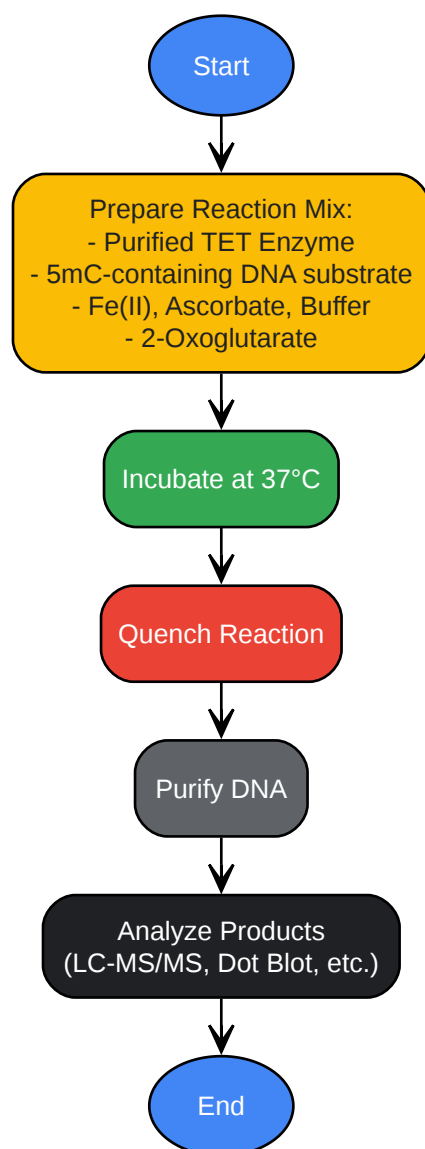 Start
Prepare Reaction Mix:
- Purified TET Enzyme
- 5mC-containing DNA substrate
- Fe(II), Ascorbate, Buffer
- 2-Oxoglutarate
Incubate at 37°C
Quench Reaction
Purify DNA
Analyze Products
(LC-MS/MS, Dot Blot, etc.)
End